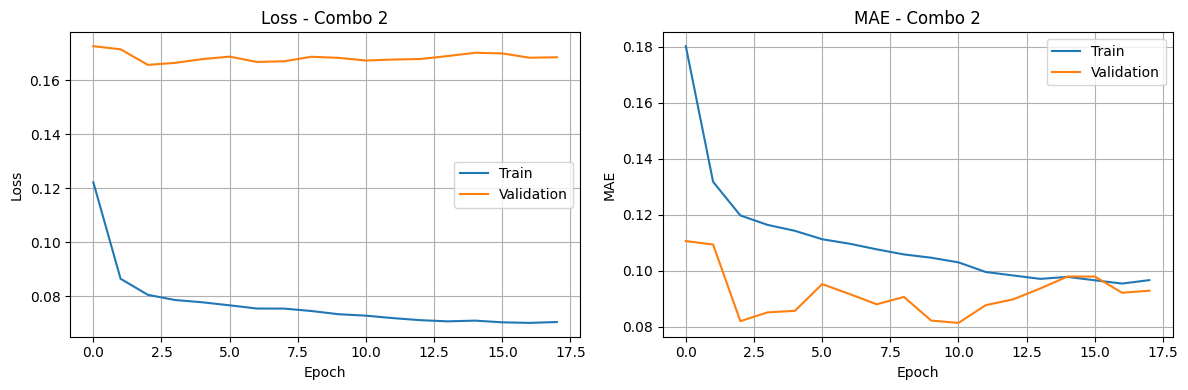 Loss - Combo 2
Loss
0.16
0.14
0.12
0.10
0.08
Train
Validation
0.0 2.5 5.0 7.5 10.0 12.5 15.0 17.5
Epoch
MAE - Combo 2
MAE
0.18
0.16
0.14
0.12
0.10
0.08
Train
Validation
0.0 2.5 5.0 7.5 10.0 12.5 15.0 17.5
Epoch